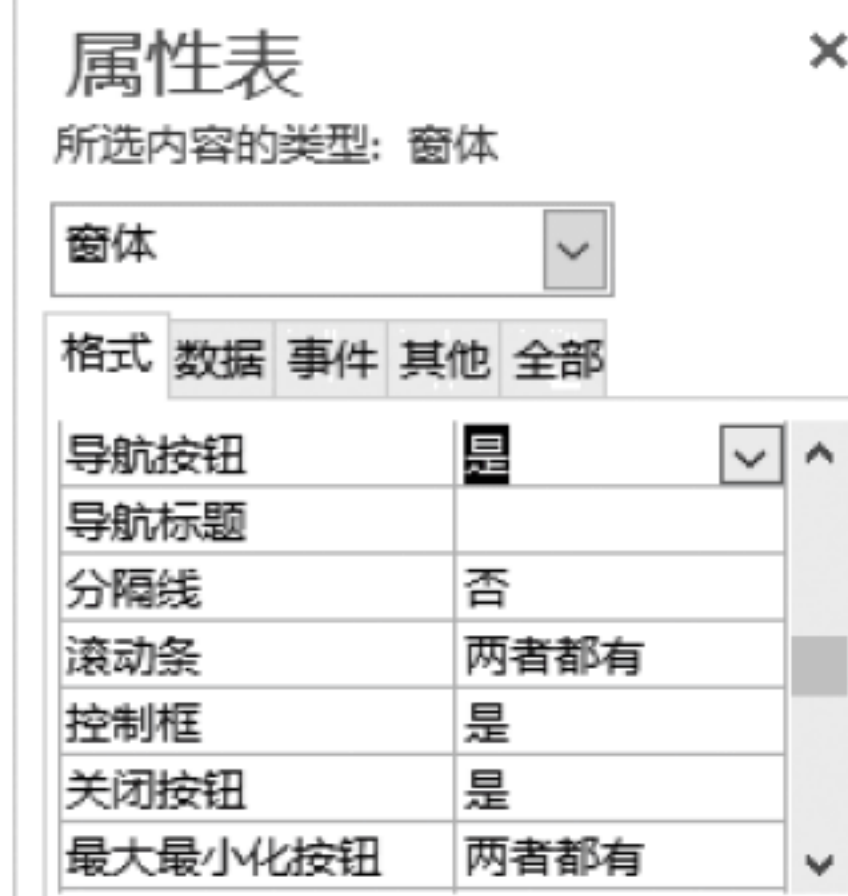 属性表
所选内容的类型: 窗体
窗体
格式 数据 事件 其他 全部
导航按钮 是
导航标题
分隔线 否
滚动条 两者都有
控制框 是
关闭按钮 是
最大最小化按钮 两者都有